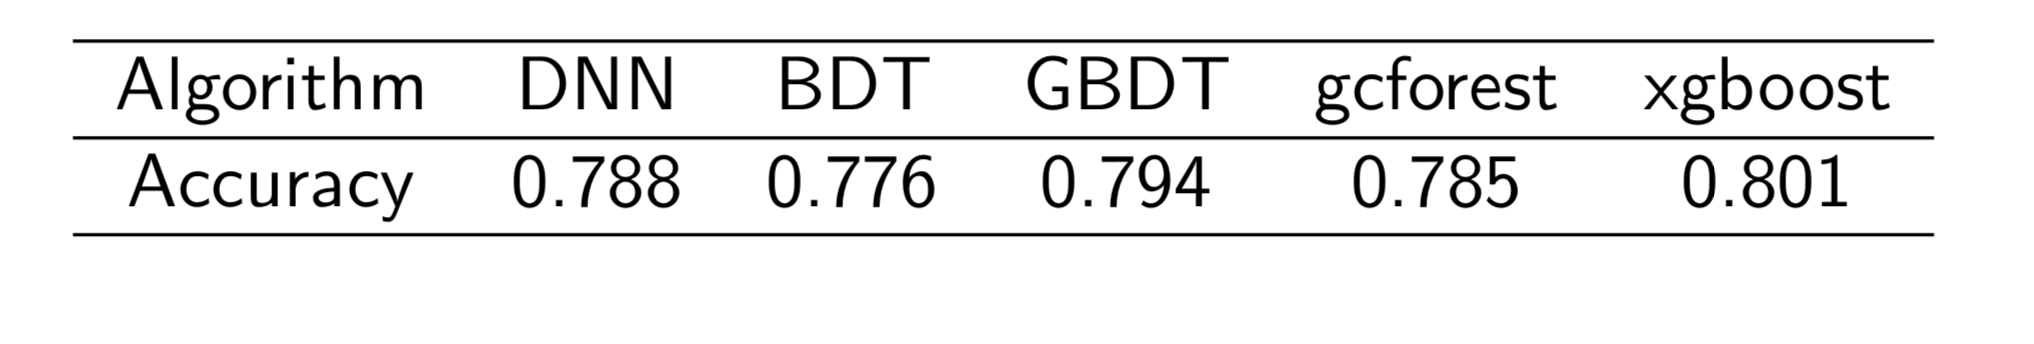 Algorithm DNN BDT GBDT gcforest xgboost
Accuracy 0.788 0.776 0.794 0.785 0.801